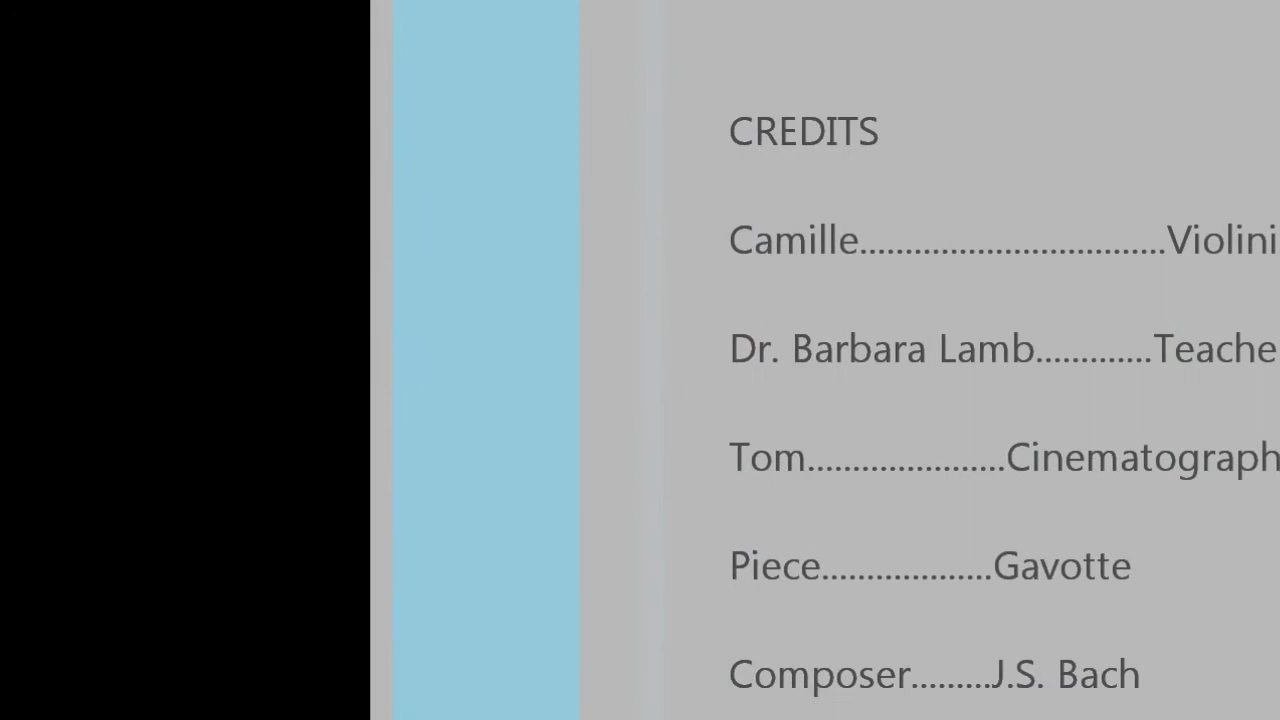 CREDITS
Camille..................................Violini
Dr. Barbara Lamb.............Teache
Tom......................Cinematograph
Piece...................Gavotte
Composer.........J.S. Bach